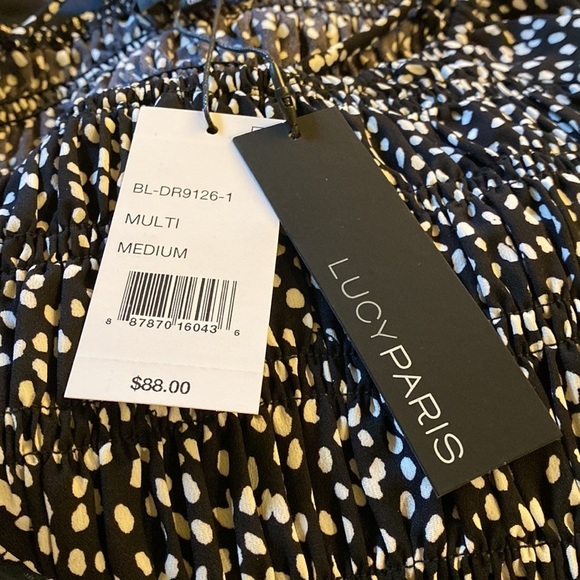 BL-DR9126-1
MULTI
MEDIUM
8 87870 16043 6
$88.00
LUCYPARIS